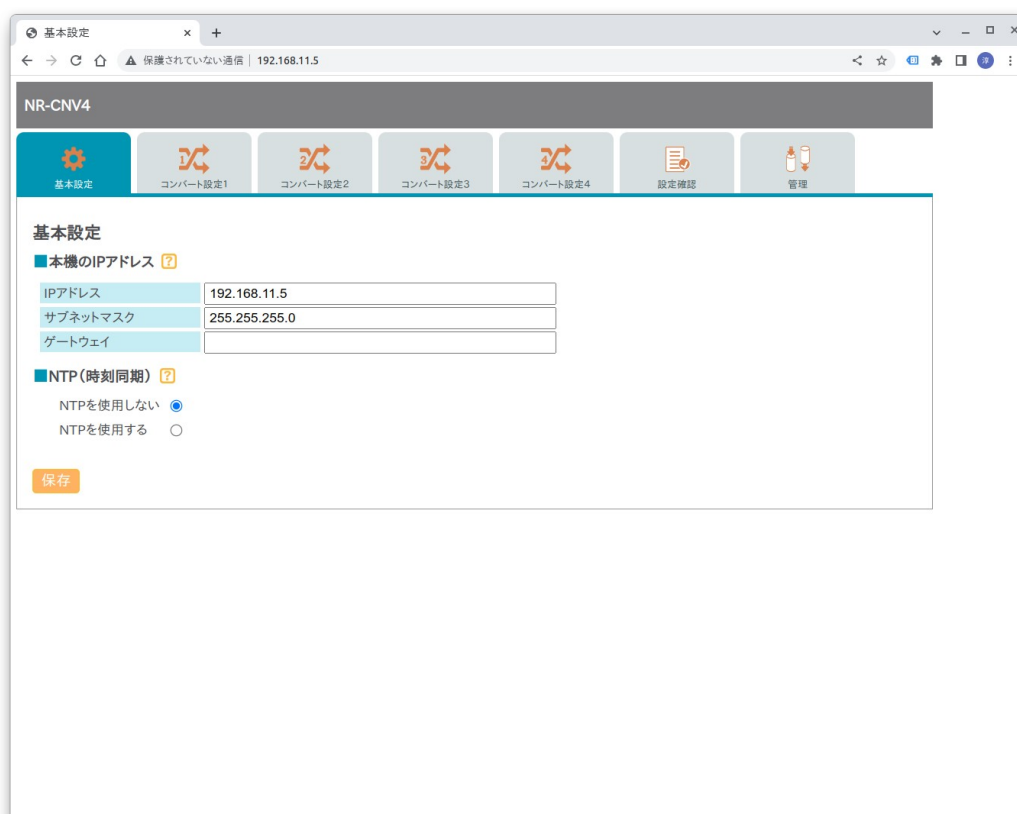 基本設定
保護されていない通信 192.168.11.5
淳
NR-CNV4
1 2 3 4
基本設定 コンバート設定1 コンバート設定2 コンバート設定3 コンバート設定4 設定確認 管理
基本設定
■本機のIPアドレス ?
IPアドレス 192.168.11.5
サブネットマスク 255.255.255.0
ゲートウェイ
■NTP(時刻同期) ?
NTPを使用しない
NTPを使用する
保存